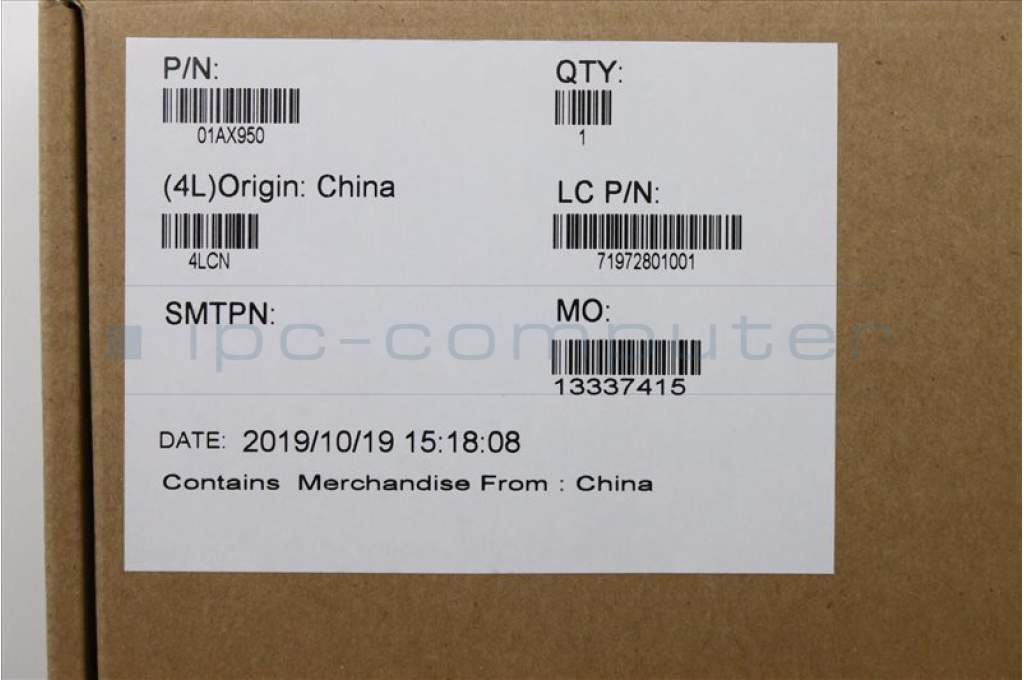 P/N:
01AX950
QTY:
1
(4L)Origin: China
4LCN
LC P/N:
71972801001
SMTPN:
MO:
13337415
ipc-computer
DATE: 2019/10/19 15:18:08
Contains Merchandise From : China